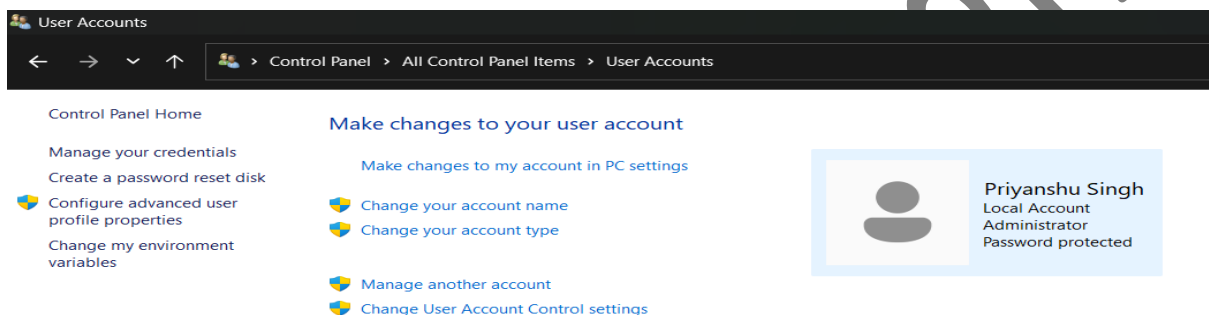 User Accounts
Control Panel > All Control Panel Items > User Accounts
Control Panel Home
Manage your credentials
Create a password reset disk
Configure advanced user
profile properties
Change my environment
variables
Make changes to your user account
Make changes to my account in PC settings
Change your account name
Change your account type
Manage another account
Change User Account Control settings
Priyanshu Singh
Local Account
Administrator
Password protected